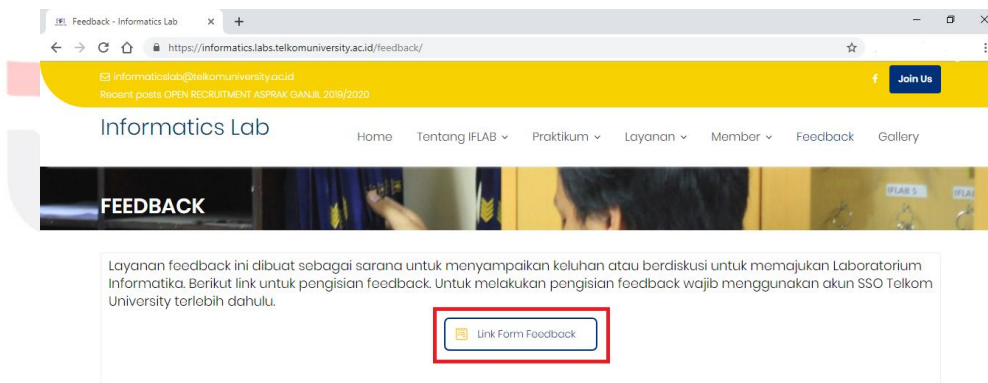 Feedback - Informatics Lab
https://informatics.labs.telkomuniversity.ac.id/feedback/
informaticslab@telkomuniversity.ac.id
Join Us
Recent posts OPEN RECRUITMENT ASPRAK GANJIL 2019/2020
Informatics Lab
Home Tentang IFLAB Praktikum Layanan Member Feedback Gallery
FEEDBACK
IFLAB 5
Layanan feedback ini dibuat sebagai sarana untuk menyampaikan keluhan atau berdiskusi untuk memajukan Laboratorium
Informatika. Berikut link untuk pengisian feedback. Untuk melakukan pengisian feedback wajib menggunakan akun SSO Telkom
University terlebih dahulu.
Link Form Feedback